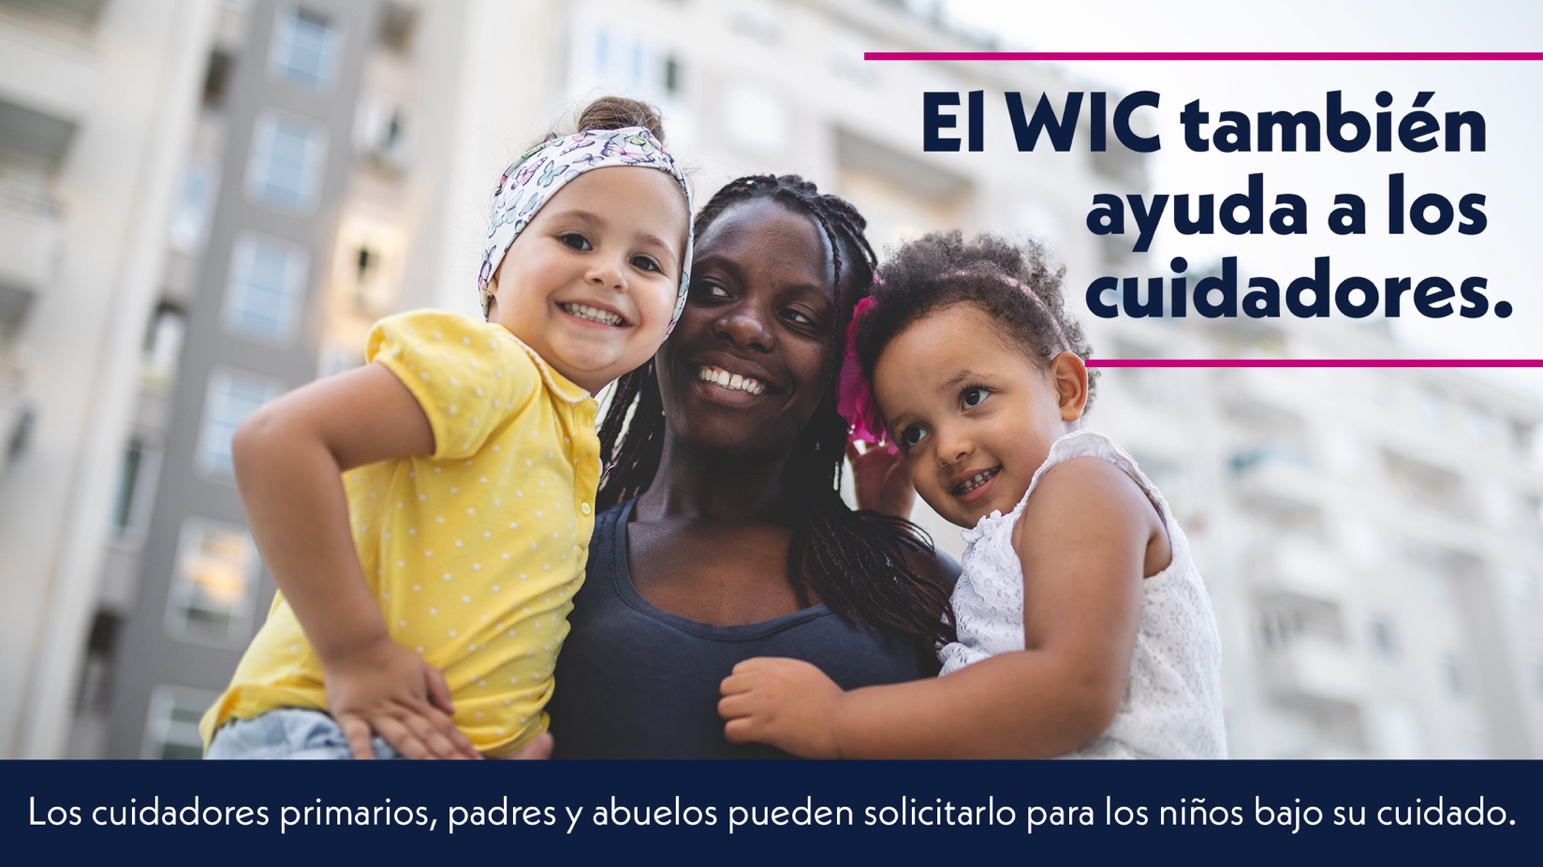 El WIC también
ayuda a los
cuidadores.
Los cuidadores primarios, padres y abuelos pueden solicitarlo para los niños bajo su cuidado.